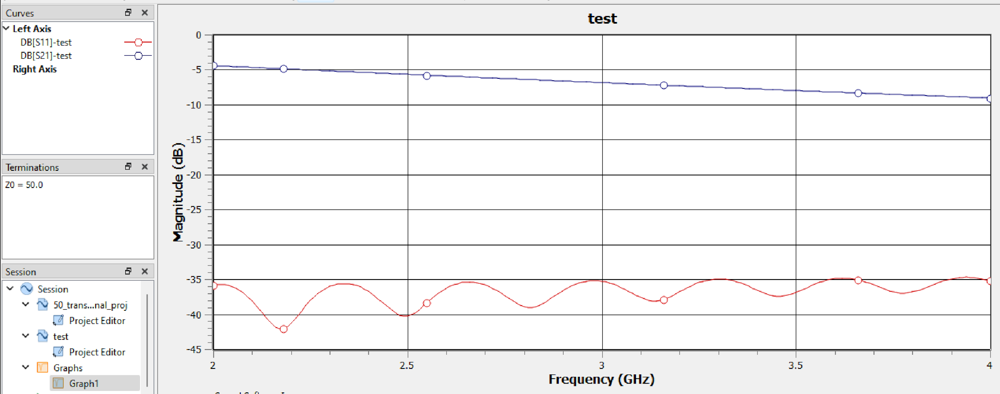 Curves
Left Axis
DB[S11]-test
DB[S21]-test
Right Axis
Terminations
Z0 = 50.0
Session
Session
50_trans...nal_proj
Project Editor
test
Project Editor
Graphs
Graph1
test
Magnitude (dB)
0
-5
-10
-15
-20
-25
-30
-35
-40
-45
2
2.5
3
3.5
4
Frequency (GHz)